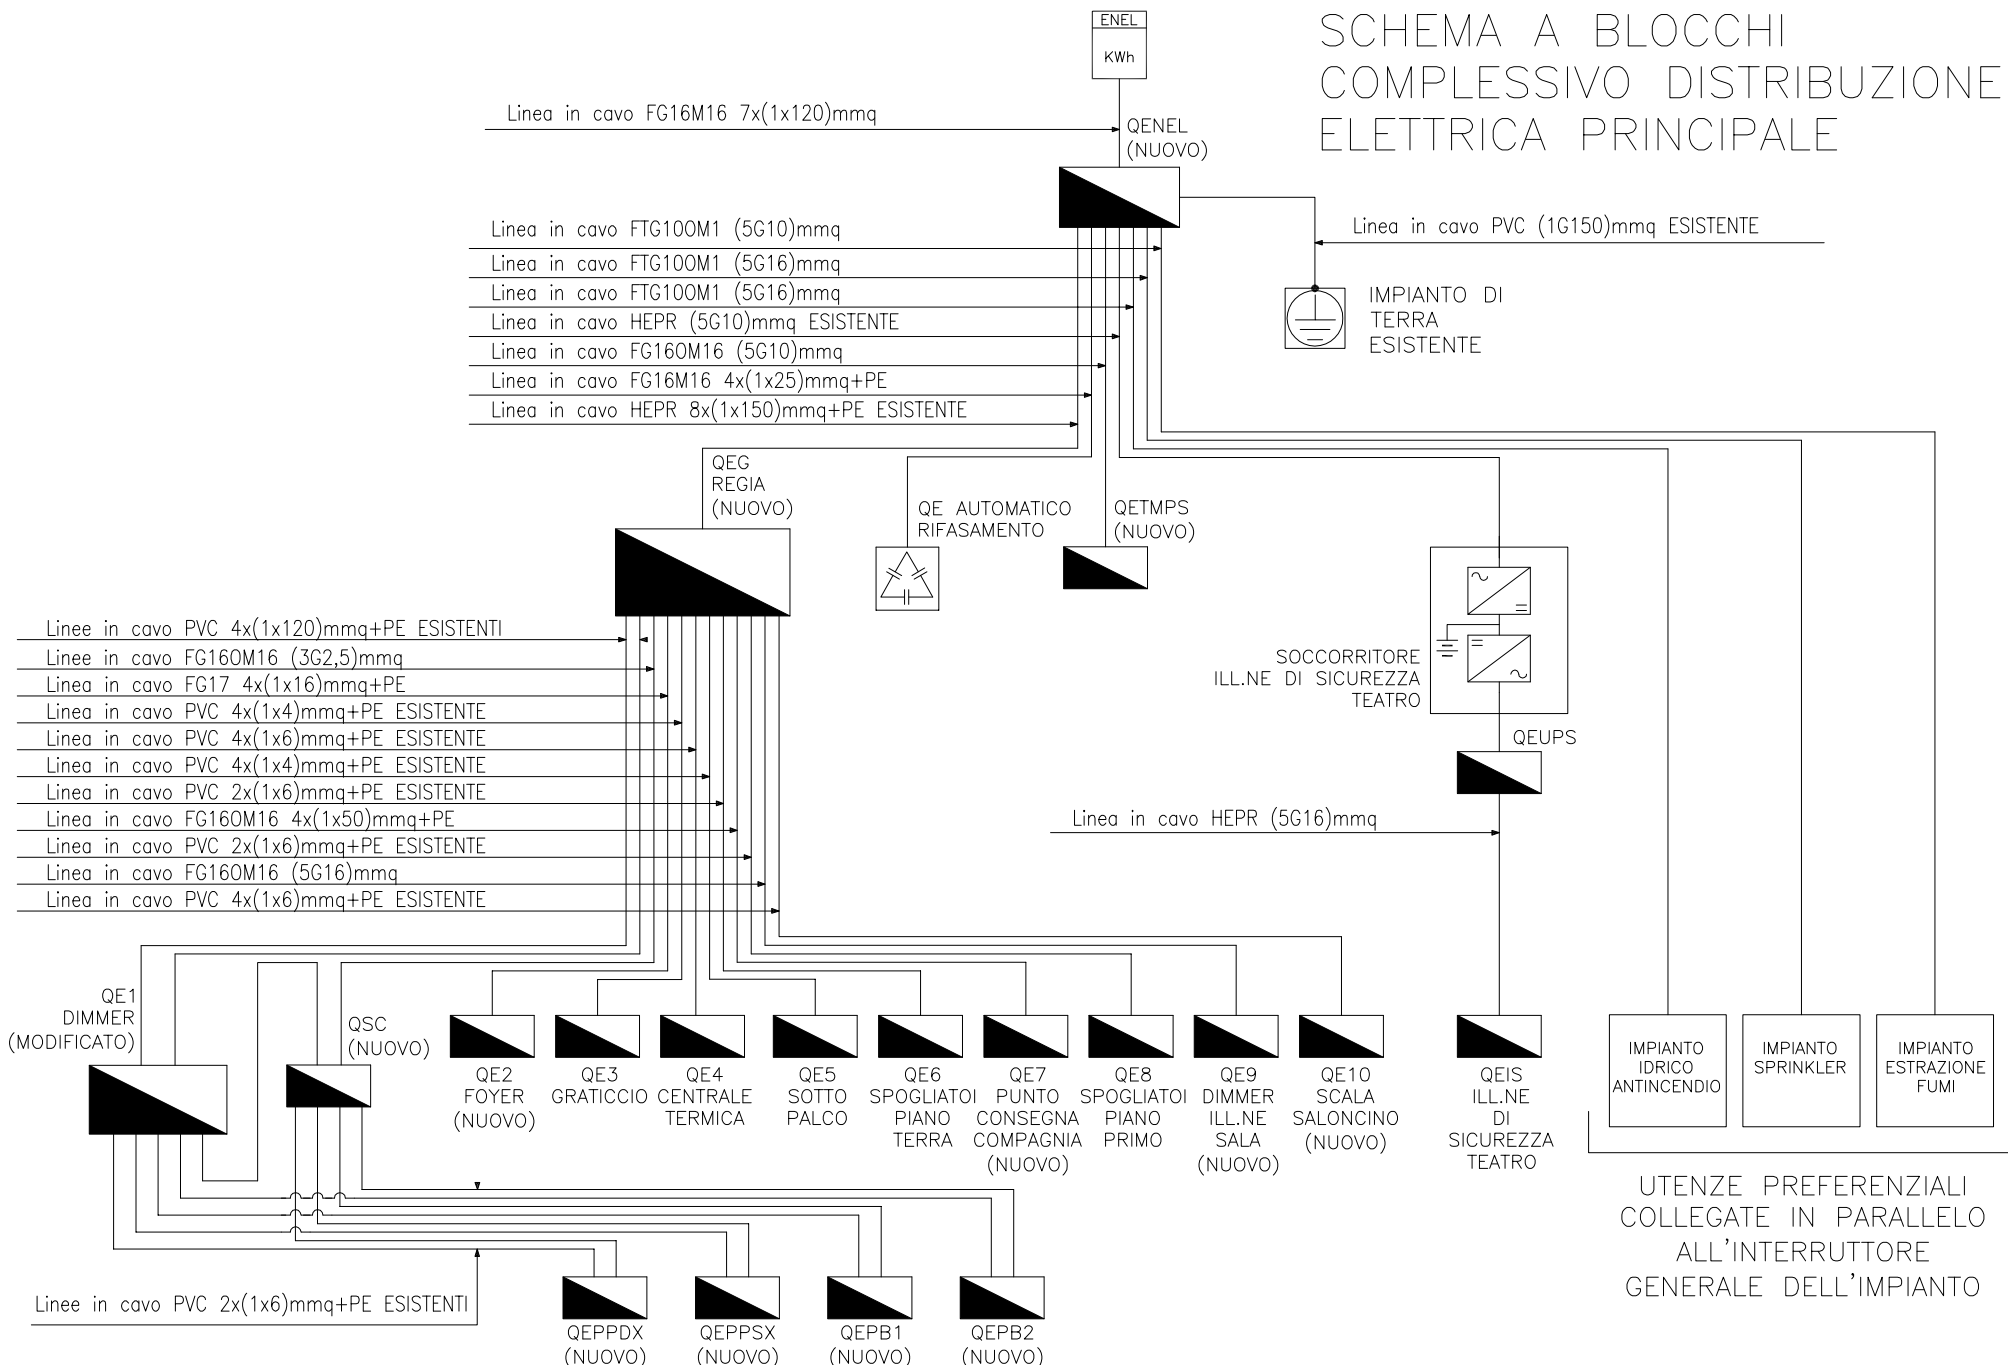 SCHEMA A BLOCCHI
COMPLESSIVO DISTRIBUZIONE
ELETTRICA PRINCIPALE
ENEL
KWh
Linea in cavo FG16M16 7x(1x120)mmq
QENEL
(NUOVO)
Linea in cavo FTG10OM1 (5G10)mmq
Linea in cavo FTG10OM1 (5G16)mmq
Linea in cavo FTG10OM1 (5G16)mmq
Linea in cavo HEPR (5G10)mmq ESISTENTE
Linea in cavo FG16OM16 (5G10)mmq
Linea in cavo FG16M16 4x(1x25)mmq+PE
Linea in cavo HEPR 8x(1x150)mmq+PE ESISTENTE
Linea in cavo PVC (1G150)mmq ESISTENTE
IMPIANTO DI
TERRA
ESISTENTE
QEG
REGIA
(NUOVO)
QE AUTOMATICO
RIFASAMENTO
QETMPS
(NUOVO)
SOCCORRITORE
ILL.NE DI SICUREZZA
TEATRO
QEUPS
Linea in cavo HEPR (5G16)mmq
Linee in cavo PVC 4x(1x120)mmq+PE ESISTENTI
Linee in cavo FG16OM16 (3G2,5)mmq
Linea in cavo FG17 4x(1x16)mmq+PE
Linea in cavo PVC 4x(1x4)mmq+PE ESISTENTE
Linea in cavo PVC 4x(1x6)mmq+PE ESISTENTE
Linea in cavo PVC 4x(1x4)mmq+PE ESISTENTE
Linea in cavo PVC 2x(1x6)mmq+PE ESISTENTE
Linea in cavo FG16OM16 4x(1x50)mmq+PE
Linea in cavo PVC 2x(1x6)mmq+PE ESISTENTE
Linea in cavo FG16OM16 (5G16)mmq
Linea in cavo PVC 4x(1x6)mmq+PE ESISTENTE
QE1
DIMMER
(MODIFICATO)
QSC
(NUOVO)
QE2
FOYER
(NUOVO)
QE3
GRATICCIO
QE4
CENTRALE
TERMICA
QE5
SOTTO
PALCO
QE6
SPOGLIATOI
PIANO
TERRA
QE7
PUNTO
CONSEGNA
COMPAGNIA
(NUOVO)
QE8
SPOGLIATOI
PIANO
PRIMO
QE9
DIMMER
ILL.NE
SALA
(NUOVO)
QE10
SCALA
SALONCINO
(NUOVO)
QEIS
ILL.NE
DI
SICUREZZA
TEATRO
IMPIANTO
IDRICO
ANTINCENDIO
IMPIANTO
SPRINKLER
IMPIANTO
ESTRAZIONE
FUMI
UTENZE PREFERENZIALI
COLLEGATE IN PARALLELO
ALL'INTERRUTTORE
GENERALE DELL'IMPIANTO
Linee in cavo PVC 2x(1x6)mmq+PE ESISTENTI
QEPPDX
(NUOVO)
QEPPSX
(NUOVO)
QEPB1
(NUOVO)
QEPB2
(NUOVO)